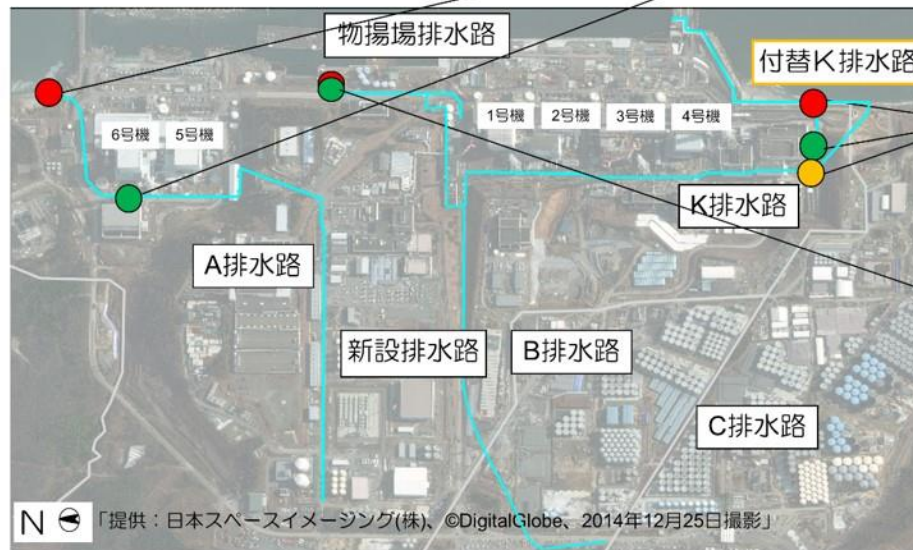 物揚場排水路
付替K排水路
6号機
5号機
1号機
2号機
3号機
4号機
K排水路
A排水路
新設排水路
B排水路
C排水路
N
「提供:日本スペースイメージング(株)、©DigitalGlobe、2014年12月25日撮影」